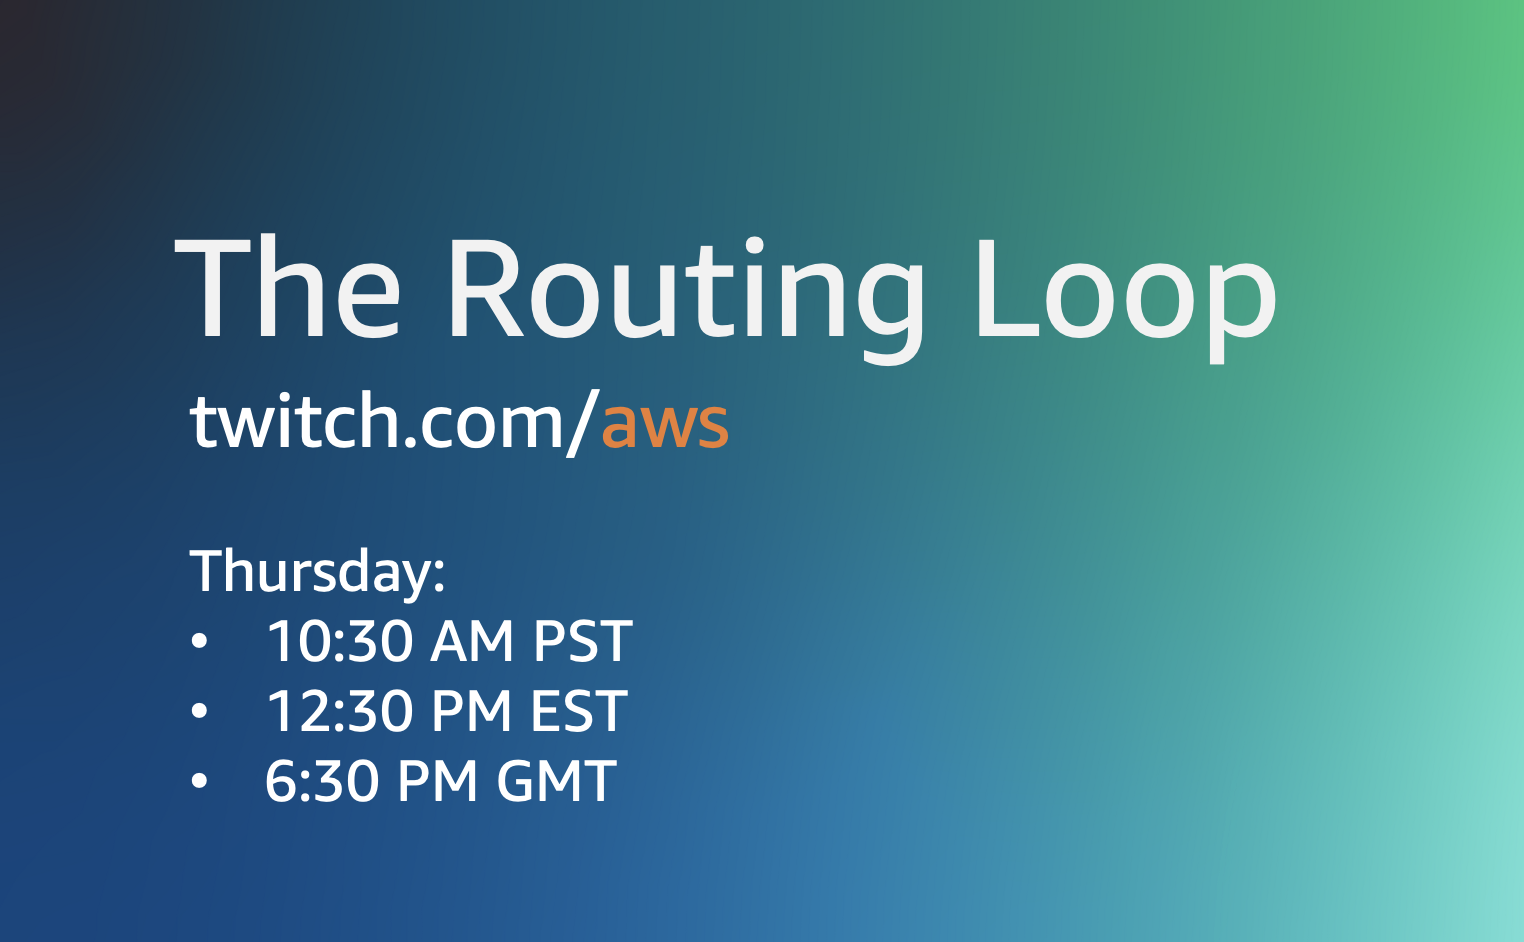 The Routing Loop
twitch.com/aws
Thursday:
• 10:30 AM PST
• 12:30 PM EST
• 6:30 PM GMT